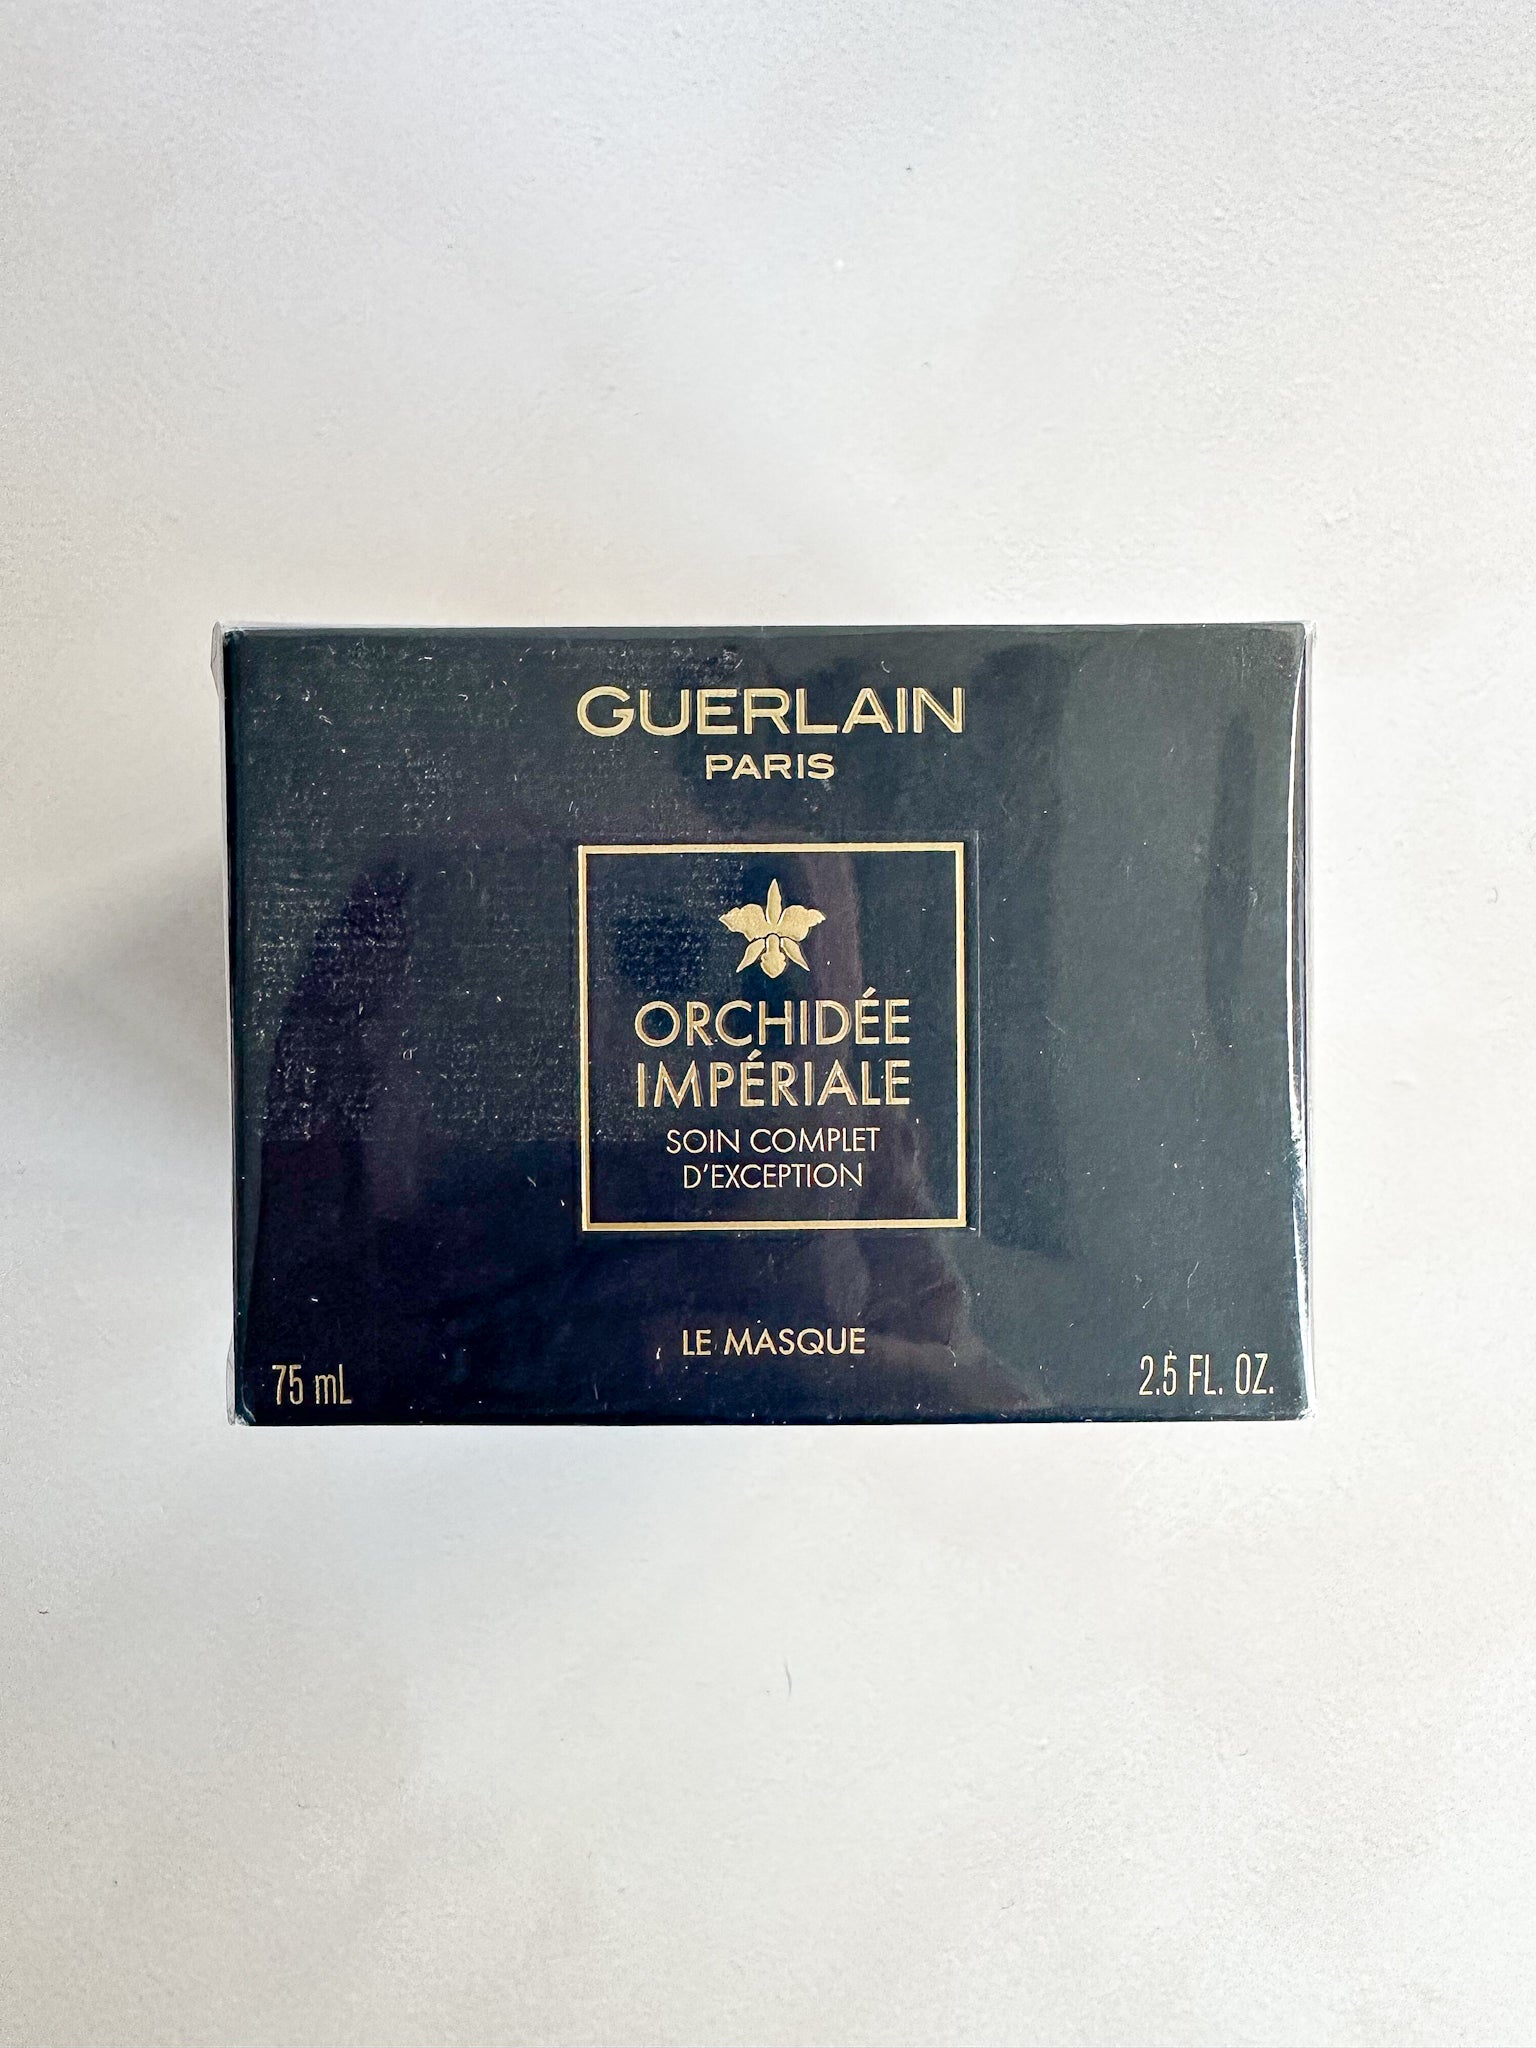 GUERLAIN
PARIS
ORCHIDÉE
IMPÉRIALE
SOIN COMPLET
D'EXCEPTION
LE MASQUE
75 mL
2.5 FL. OZ.